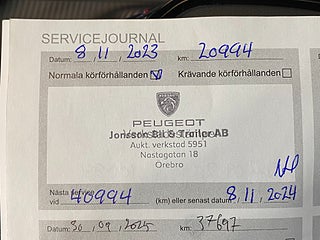 SERVICEJOURNAL
Datum: 8 / 11 / 2023 km: 20994
Normala körförhållanden ☑ Krävande körförhållanden ☐
PEUGEOT
Jonsson Bil & Trailer AB
Aukt. verkstad 5951
Nastagatan 18
Örebro
Nästa service
vid 40994 (km) eller senast datum 8, 11, 2024
Datum: 30, 09, 2025 km: 37697